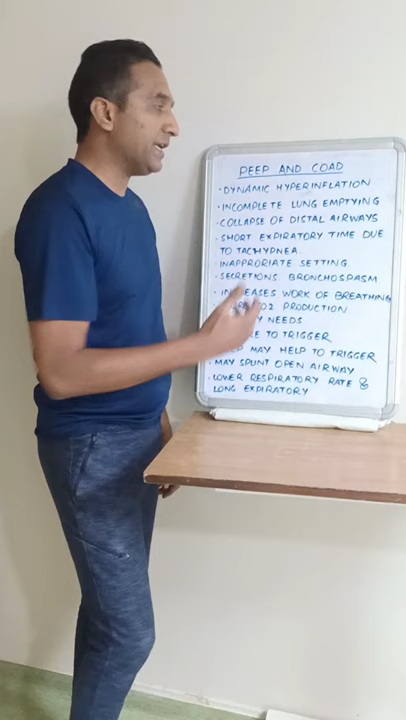 PEEP AND COAD
· DYNAMIC HYPERINFLATION
· INCOMPLETE LUNG EMPTYING
· COLLAPSE OF DISTAL AIRWAYS
· SHORT EXPIRATORY TIME DUE
TO TACHYPNEA.
· INAPPRORIATE SETTING
· SECRETIONS BRONCHOSPASM
· INCREASES WORK OF BREATHING
PRODUCTION
NEEDS
TO TRIGGER
MAY HELP TO TRIGGER
· MAY SPUNT OPEN AIRWAY
· LOWER RESPIRATORY RATE &
LONG EXPIRATORY